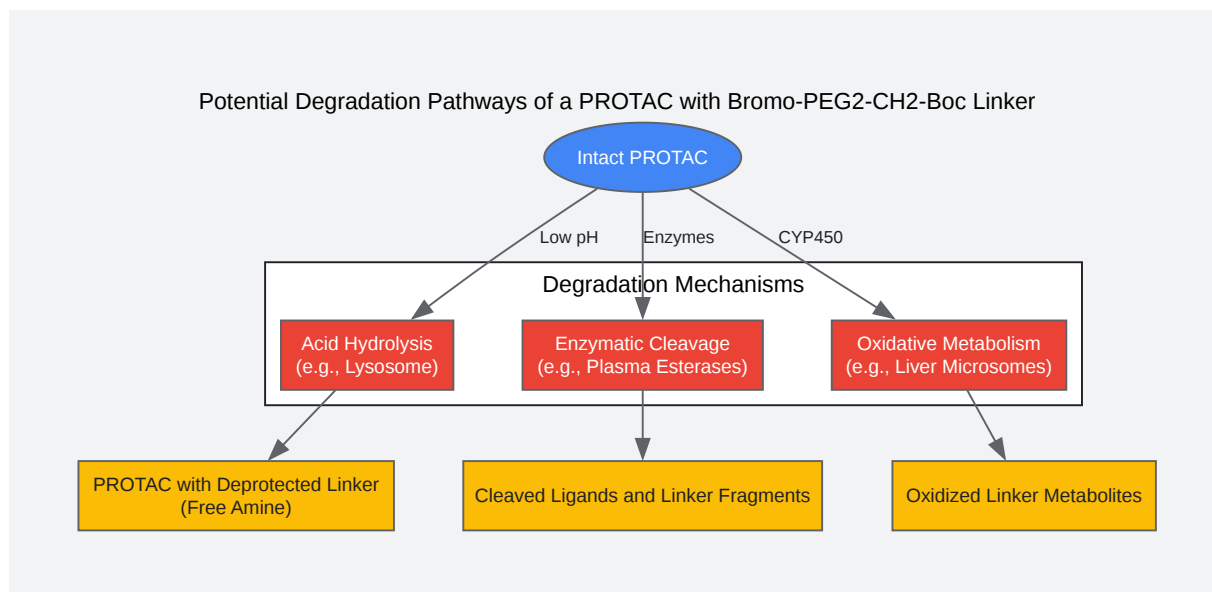 Potential Degradation Pathways of a PROTAC with Bromo-PEG2-CH2-Boc Linker
Intact PROTAC
Low pH
Enzymes
CYP450
Degradation Mechanisms
Acid Hydrolysis
(e.g., Lysosome)
Enzymatic Cleavage
(e.g., Plasma Esterases)
Oxidative Metabolism
(e.g., Liver Microsomes)
PROTAC with Deprotected Linker
(Free Amine)
Cleaved Ligands and Linker Fragments
Oxidized Linker Metabolites